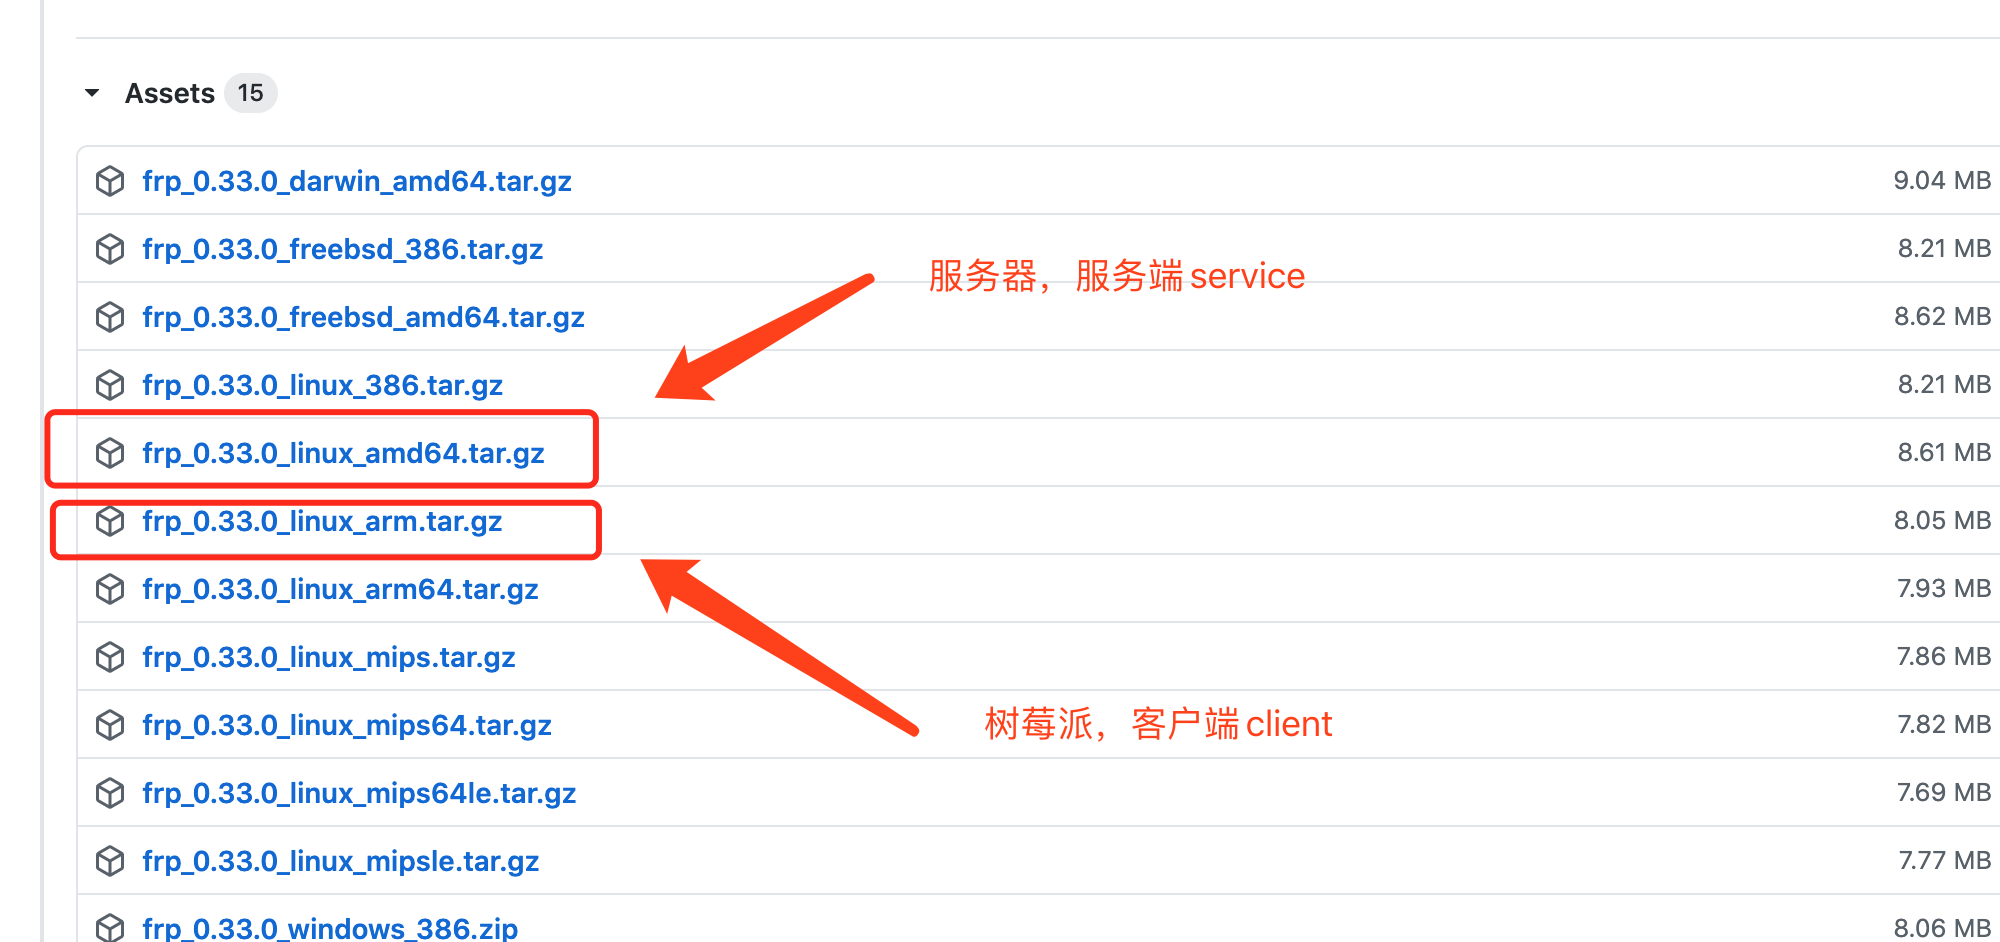 Assets 15
frp_0.33.0_darwin_amd64.tar.gz 9.04 MB
frp_0.33.0_freebsd_386.tar.gz 8.21 MB
服务器，服务端service
frp_0.33.0_freebsd_amd64.tar.gz 8.62 MB
frp_0.33.0_linux_386.tar.gz 8.21 MB
frp_0.33.0_linux_amd64.tar.gz 8.61 MB
frp_0.33.0_linux_arm.tar.gz 8.05 MB
frp_0.33.0_linux_arm64.tar.gz 7.93 MB
frp_0.33.0_linux_mips.tar.gz 7.86 MB
frp_0.33.0_linux_mips64.tar.gz 7.82 MB
树莓派，客户端client
frp_0.33.0_linux_mips64le.tar.gz 7.69 MB
frp_0.33.0_linux_mipsle.tar.gz 7.77 MB
frp_0.33.0_windows_386.zip 8.06 MB